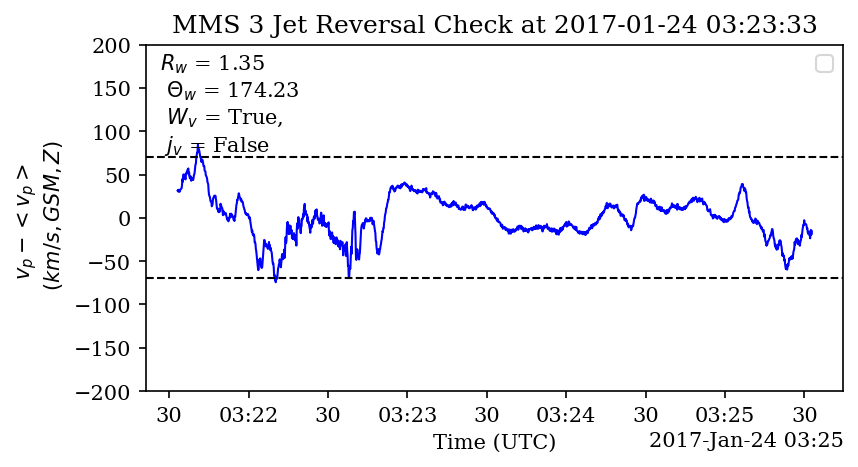 MMS 3 Jet Reversal Check at 2017-01-24 03:23:33
R_w = 1.35
Θ_w = 174.23
W_v = True,
j_v = False
v_p − < v_p >
(km/s, GSM, Z)
200
150
100
50
0
−50
−100
−150
−200
30 03:22 30 03:23 30 03:24 30 03:25 30
Time (UTC)
2017-Jan-24 03:25